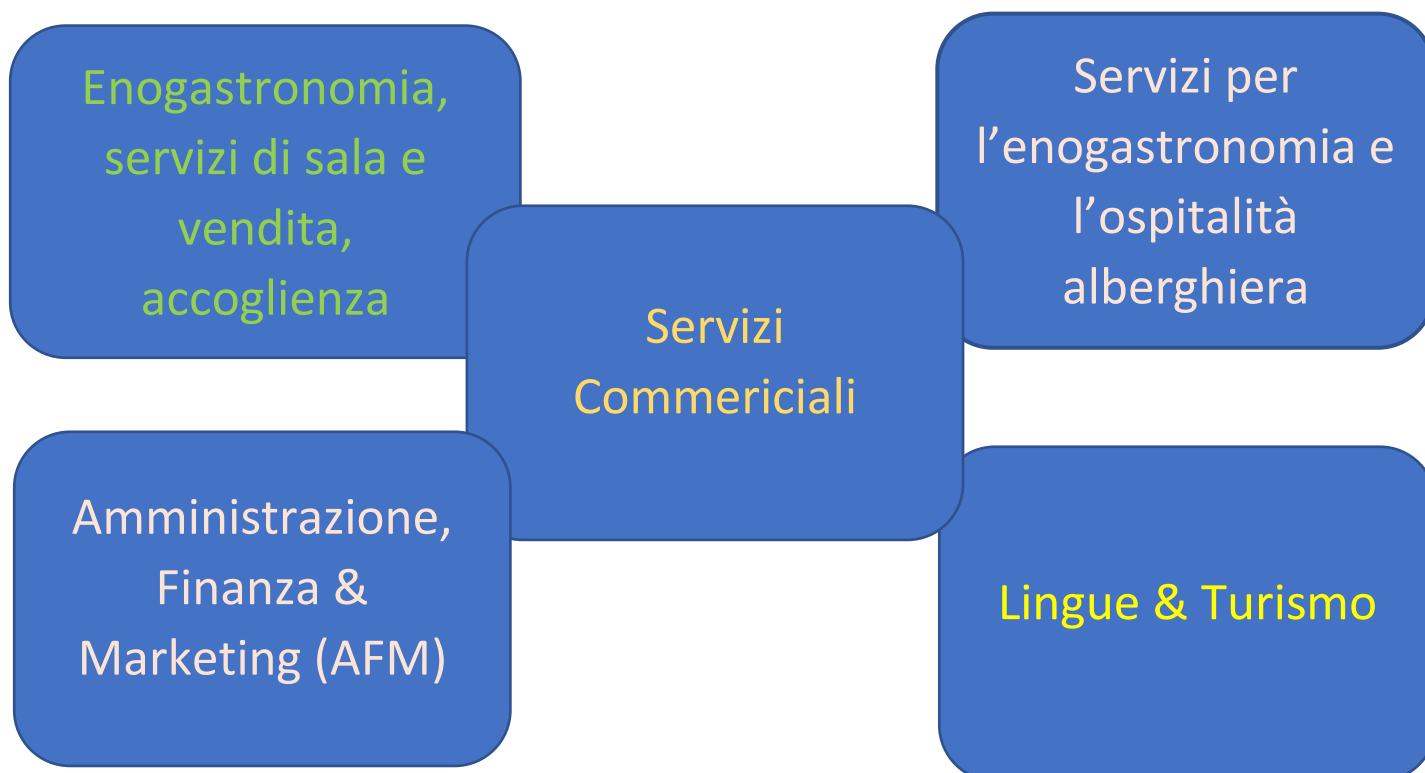 Enogastronomia,
servizi di sala e
vendita,
accoglienza
Servizi per
l’enogastronomia e
l’ospitalità
alberghiera
Servizi
Commericiali
Amministrazione,
Finanza &
Marketing (AFM)
Lingue & Turismo